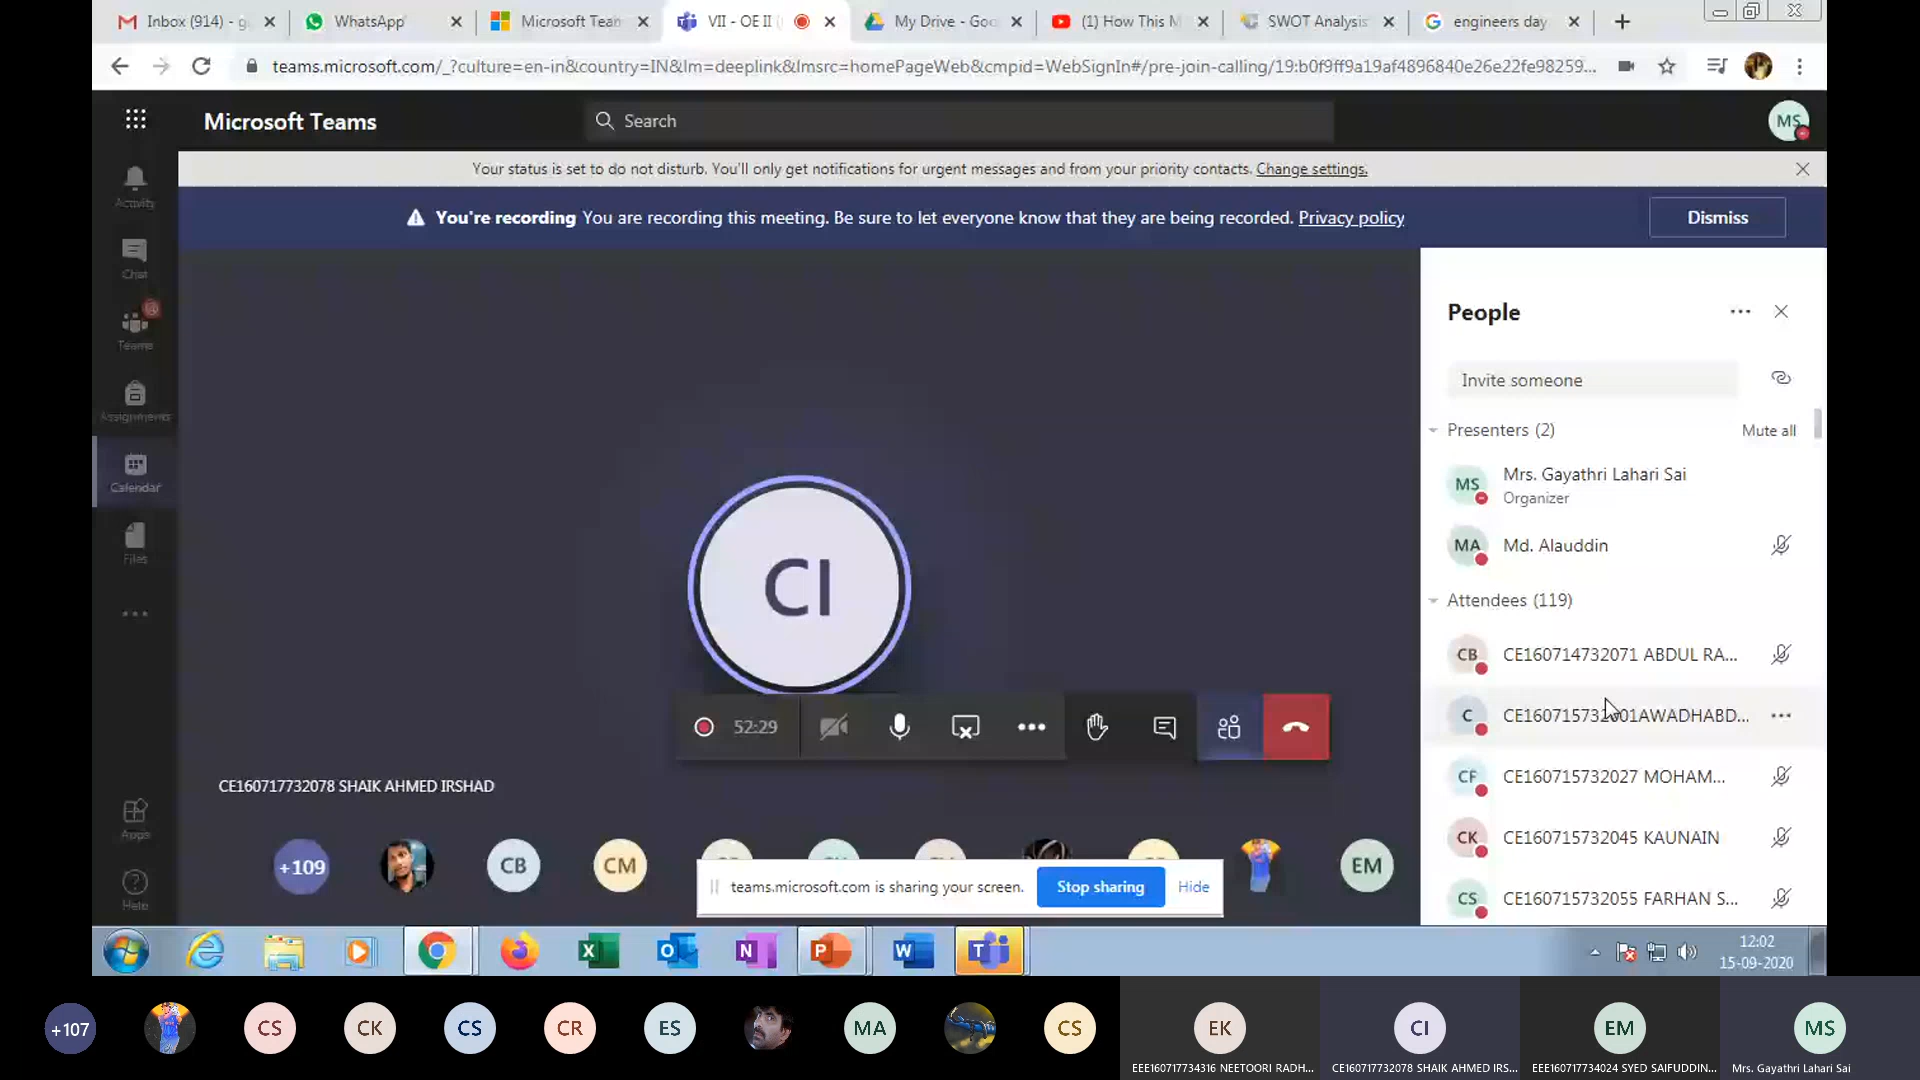 Inbox (914) - g
WhatsApp
Microsoft Team
VII - OE II (
My Drive - Goo
(1) How This M
SWOT Analysis
engineers day
teams.microsoft.com/_?culture=en-in&country=IN&lm=deeplink&lmsrc=homePageWeb&cmpid=WebSignIn#/pre-join-calling/19:b0f9ff9a19af4896840e26e22fe98259...
Microsoft Teams
Search
MS
Your status is set to do not disturb. You'll only get notifications for urgent messages and from your priority contacts. Change settings.
You're recording You are recording this meeting. Be sure to let everyone know that they are being recorded. Privacy policy
Dismiss
Activity
Chat
Teams
Assignments
Calendar
Files
Apps
Help
CI
52:29
CE160717732078 SHAIK AHMED IRSHAD
+109
CB
CM
EM
teams.microsoft.com is sharing your screen.
Stop sharing
Hide
People
Invite someone
Presenters (2)
Mute all
MS
Mrs. Gayathri Lahari Sai
Organizer
MA
Md. Alauddin
Attendees (119)
CB
CE160714732071 ABDUL RA...
C
CE160715732001AWADHABD...
CF
CE160715732027 MOHAM...
CK
CE160715732045 KAUNAIN
CS
CE160715732055 FARHAN S...
12:02
15-09-2020
+107
CS
CK
CS
CR
ES
MA
CS
EK
EEE160717734316 NEETOORI RADH...
CI
CE160717732078 SHAIK AHMED IRS...
EM
EEE160717734024 SYED SAIFUDDIN...
MS
Mrs. Gayathri Lahari Sai